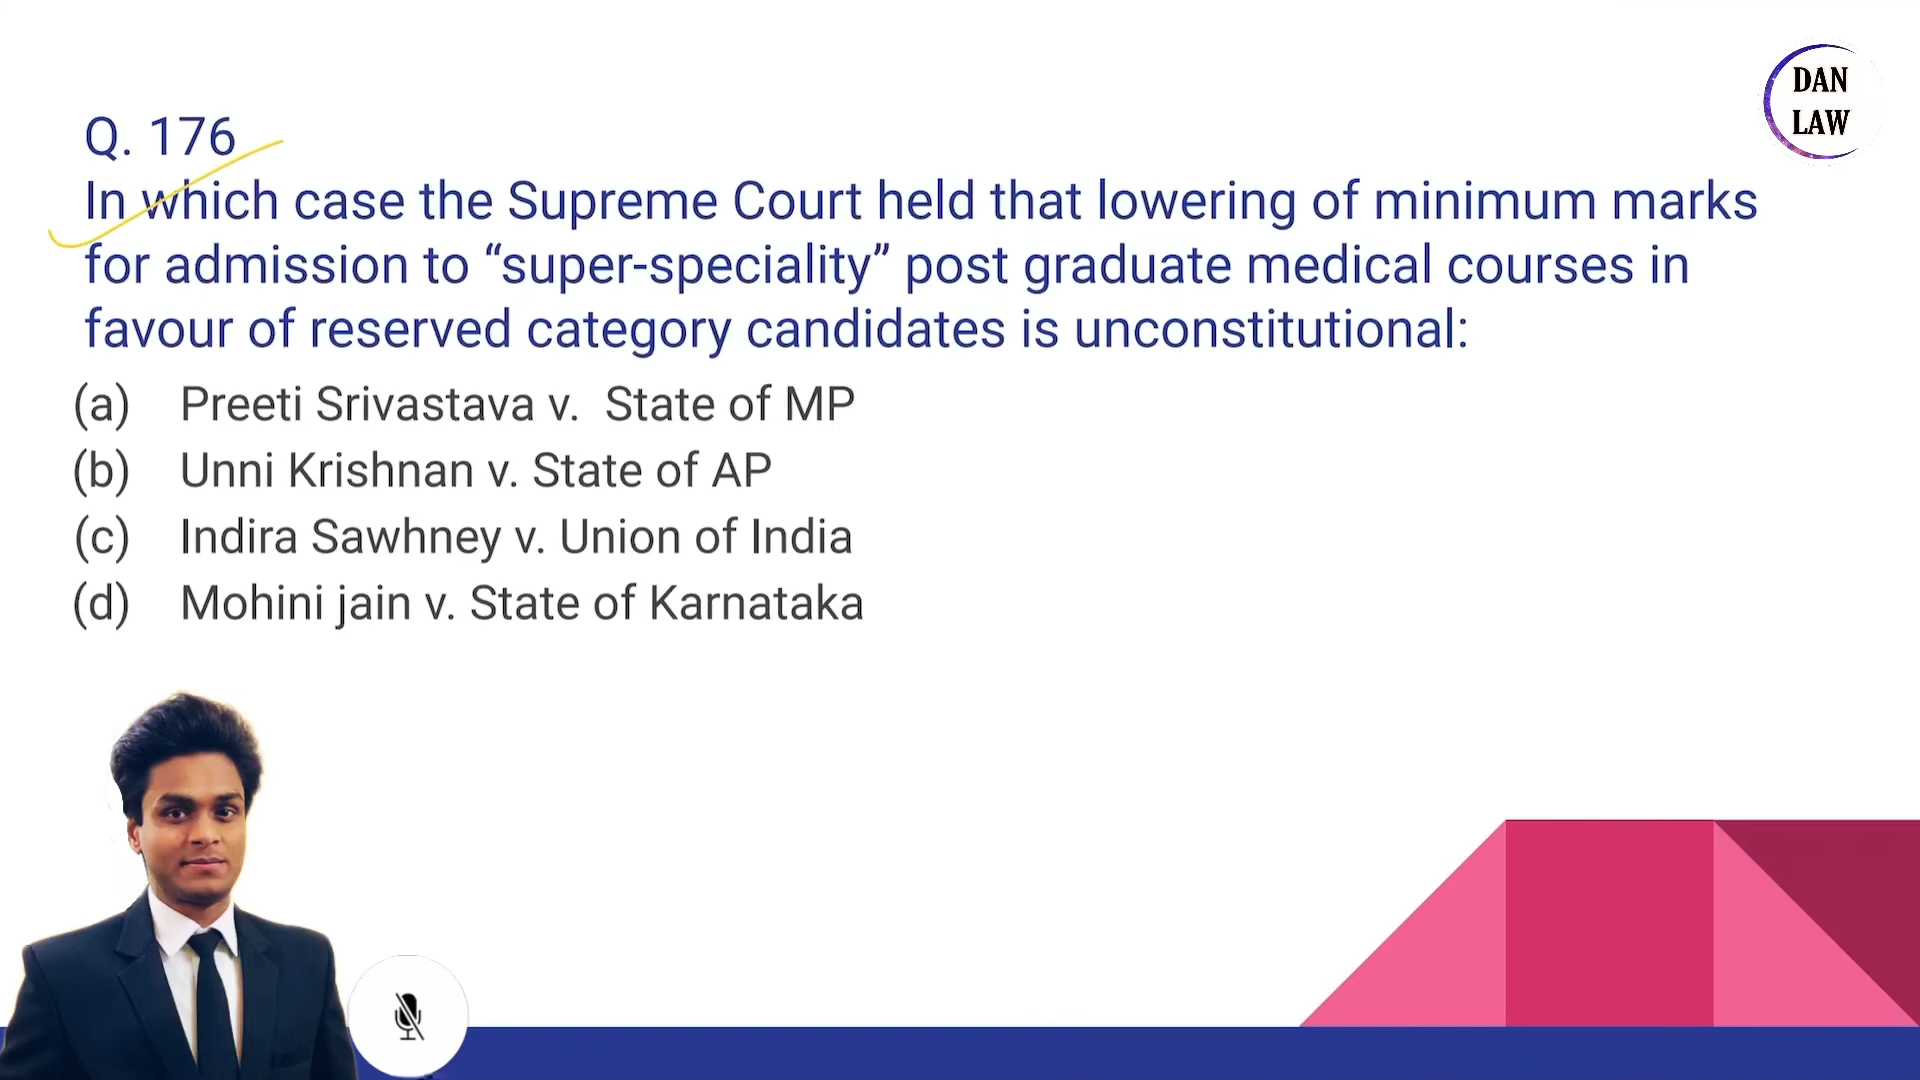 DAN
LAW
Q. 176
In which case the Supreme Court held that lowering of minimum marks
for admission to “super-speciality” post graduate medical courses in
favour of reserved category candidates is unconstitutional:
(a) Preeti Srivastava v. State of MP
(b) Unni Krishnan v. State of AP
(c) Indira Sawhney v. Union of India
(d) Mohini jain v. State of Karnataka